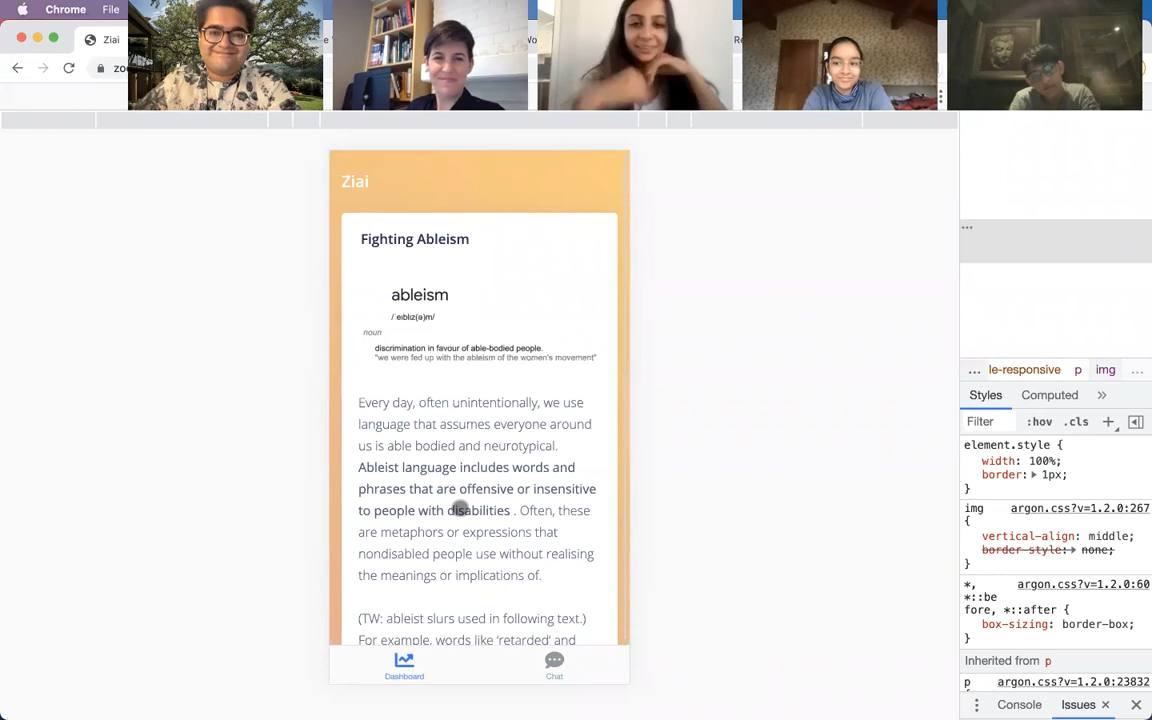 Chrome File
Ziai
zo
Ziai
Fighting Ableism
ableism
/ˈeɪblɪz(ə)m/
noun
discrimination in favour of able-bodied people.
"we were fed up with the ableism of the women's movement"
Every day, often unintentionally, we use
language that assumes everyone around
us is able bodied and neurotypical.
Ableist language includes words and
phrases that are offensive or insensitive
to people with disabilities . Often, these
are metaphors or expressions that
nondisabled people use without realising
the meanings or implications of.
(TW: ableist slurs used in following text.)
For example, words like ‘retarded’ and
Dashboard
Chat
...
... le-responsive p img ...
Styles Computed »
Filter :hov .cls +
element.style {
width: 100%;
border: 1px;
}
img argon.css?v=1.2.0:267
{
vertical-align: middle;
border-style: none;
}
*, argon.css?v=1.2.0:60
*::be
fore, *::after {
box-sizing: border-box;
}
Inherited from p
p argon.css?v=1.2.0:23832
Console Issues ×